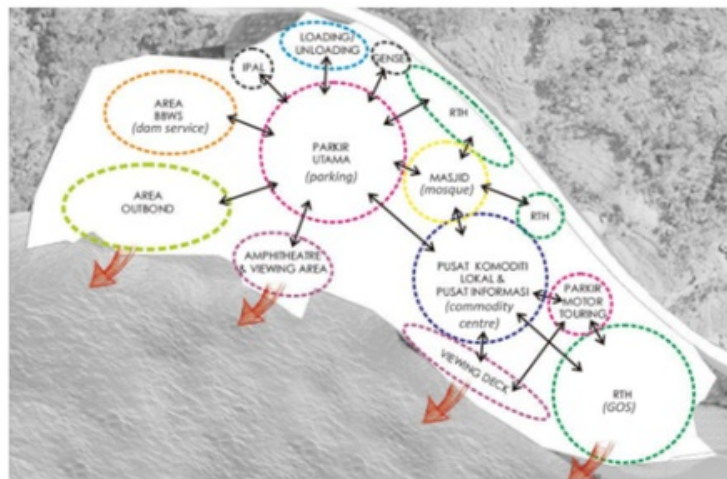 LOADING/
UNLOADING
IPAL
GENSET
AREA
BBWS
(dam service)
RTH
PARKIR
UTAMA
(parking)
MASJID
(mosque)
AREA
OUTBOND
RTH
AMPHITHEATRE
& VIEWING AREA
PUSAT KOMODITI
LOKAL &
PUSAT INFORMASI
(commodity
centre)
PARKIR
MOTOR
TOURING
VIEWING DECK
RTH
(GOS)